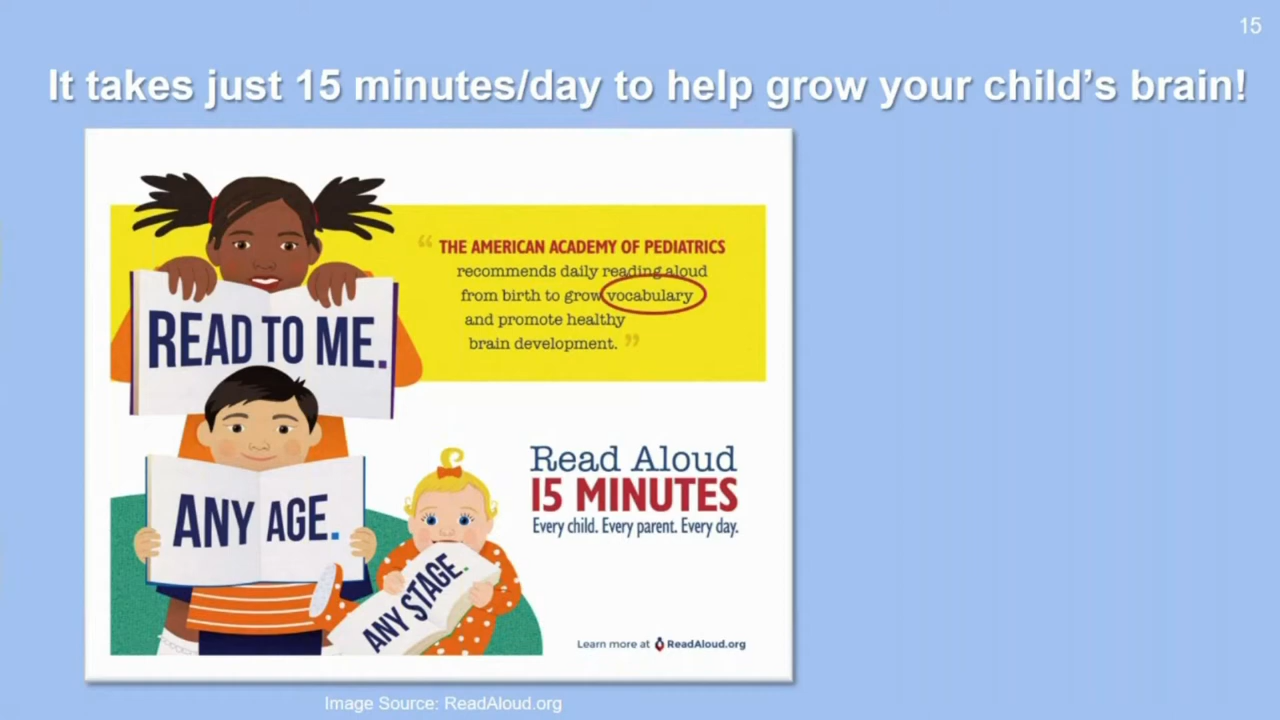 15
It takes just 15 minutes/day to help grow your child’s brain!
“ THE AMERICAN ACADEMY OF PEDIATRICS
recommends daily reading aloud
from birth to grow vocabulary
and promote healthy
brain development. ”
READ TO ME.
ANY AGE.
ANY STAGE.
Read Aloud
15 MINUTES
Every child. Every parent. Every day.
Learn more at ReadAloud.org
Image Source: ReadAloud.org